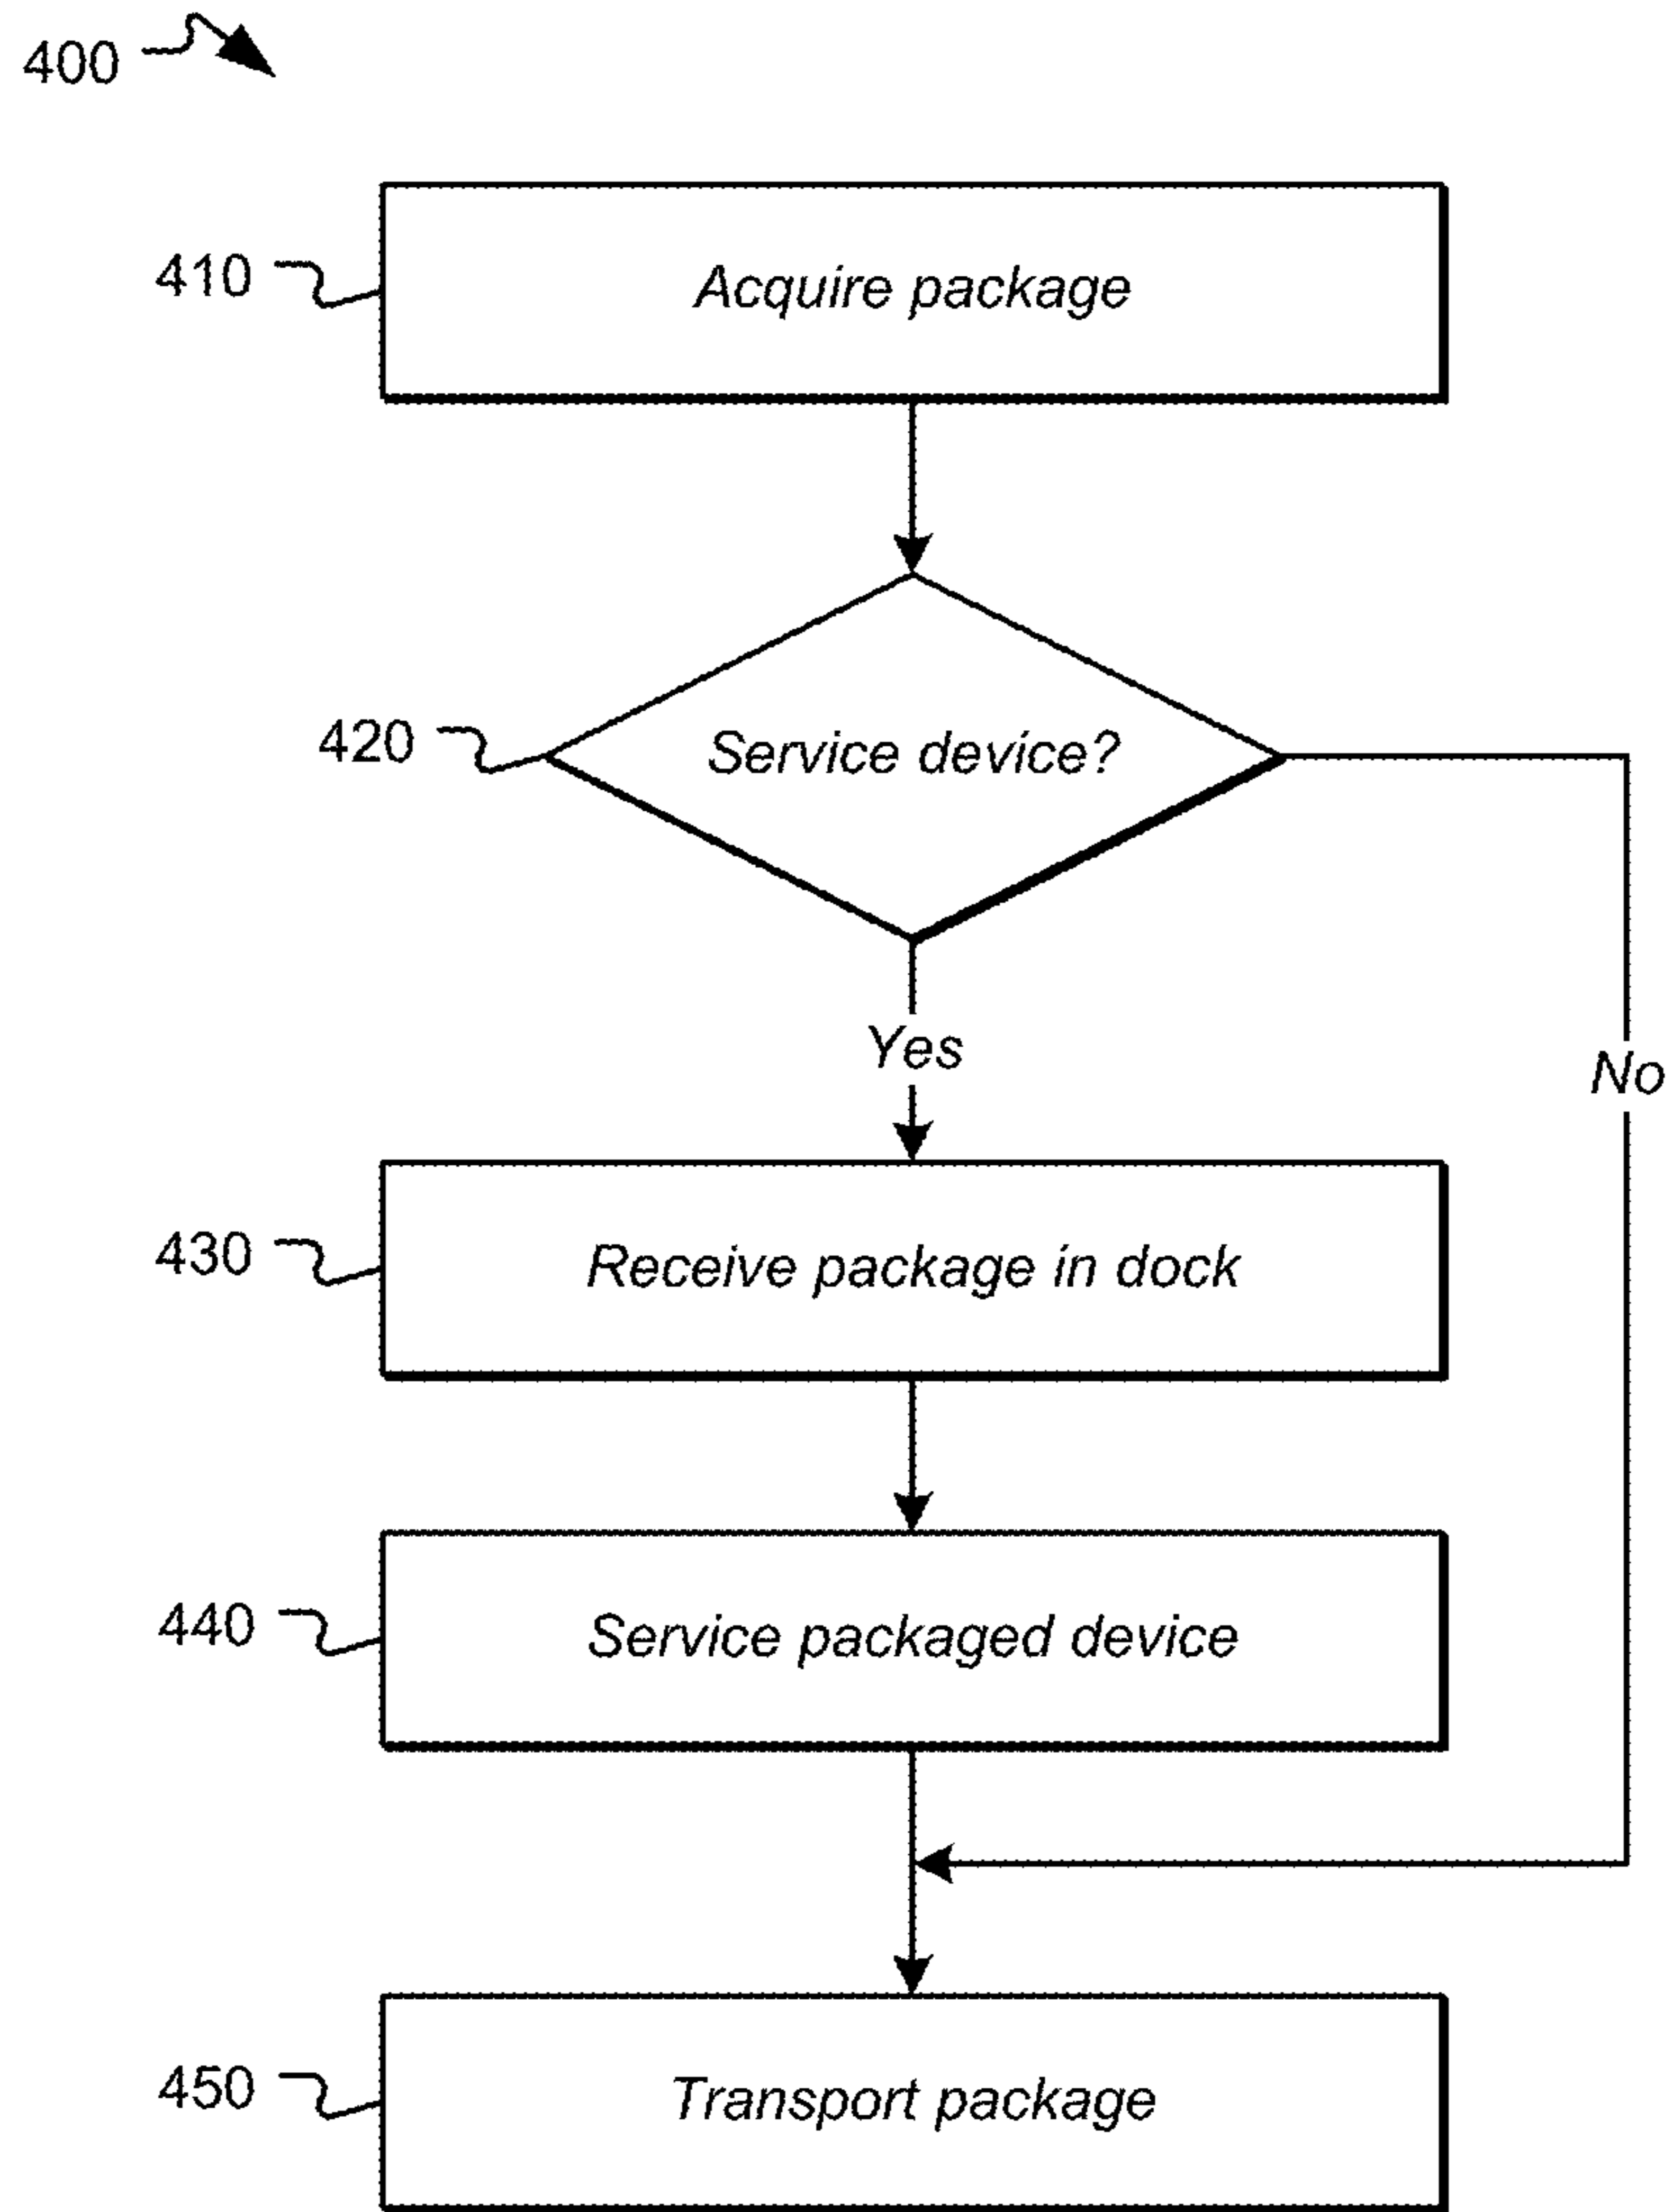 400
410
Acquire package
420
Service device?
Yes
No
430
Receive package in dock
440
Service packaged device
450
Transport package